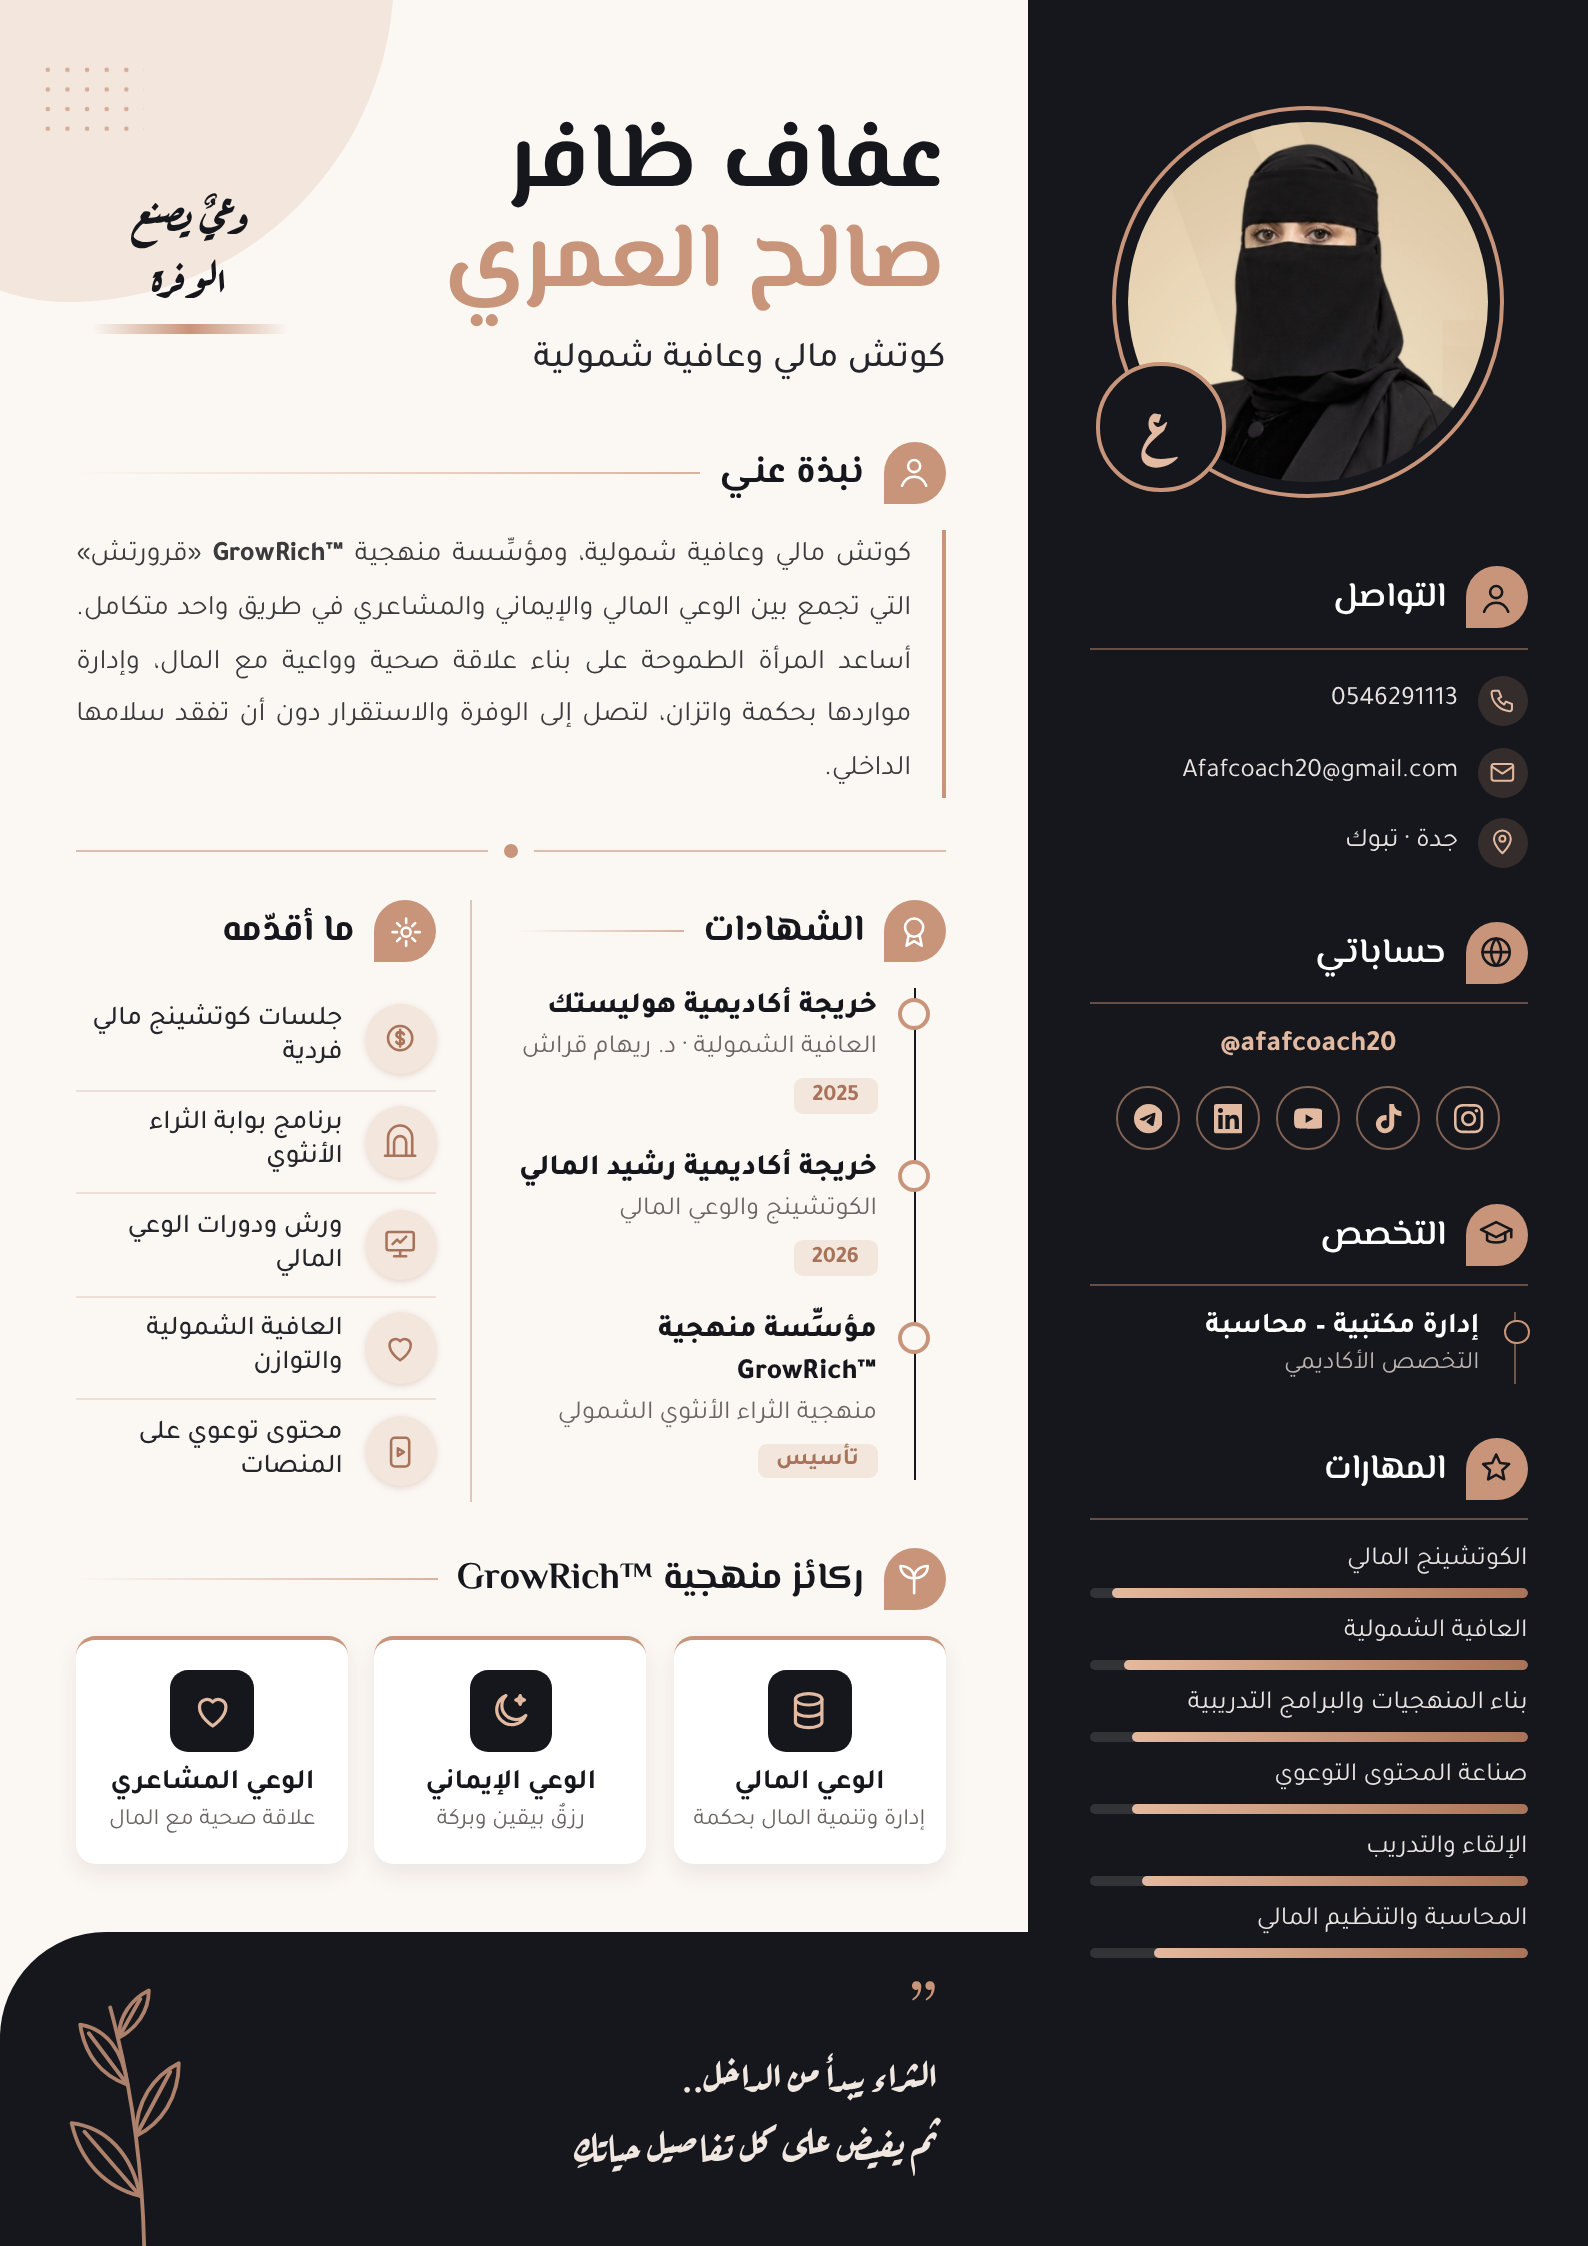 عفاف ظافر
صالح العمري
كوتش مالي وعافية شمولية
وعيٌ يصنع
الوفرة
ع
نبذة عني
كوتش مالي وعافية شمولية، ومؤسِّسة منهجية GrowRich™ «قرورتش»
التي تجمع بين الوعي المالي والإيماني والمشاعري في طريق واحد متكامل.
أساعد المرأة الطموحة على بناء علاقة صحية وواعية مع المال، وإدارة
مواردها بحكمة واتزان، لتصل إلى الوفرة والاستقرار دون أن تفقد سلامها
الداخلي.
التواصل
0546291113
Afafcoach20@gmail.com
جدة · تبوك
حساباتي
@afafcoach20
التخصص
إدارة مكتبية - محاسبة
التخصص الأكاديمي
المهارات
الكوتشينج المالي
العافية الشمولية
بناء المنهجيات والبرامج التدريبية
صناعة المحتوى التوعوي
الإلقاء والتدريب
المحاسبة والتنظيم المالي
الشهادات
خريجة أكاديمية هوليستك
العافية الشمولية · د. ريهام قراش
2025
خريجة أكاديمية رشيد المالي
الكوتشينج والوعي المالي
2026
مؤسِّسة منهجية
GrowRich™
منهجية الثراء الأنثوي الشمولي
تأسيس
ما أقدّمه
جلسات كوتشينج مالي
فردية
برنامج بوابة الثراء
الأنثوي
ورش ودورات الوعي
المالي
العافية الشمولية
والتوازن
محتوى توعوي على
المنصات
ركائز منهجية GrowRich™
الوعي المالي
إدارة وتنمية المال بحكمة
الوعي الإيماني
رزقٌ بيقين وبركة
الوعي المشاعري
علاقة صحية مع المال
”
الثراء يبدأ من الداخل..
ثم يفيض على كل تفاصيل حياتكِ